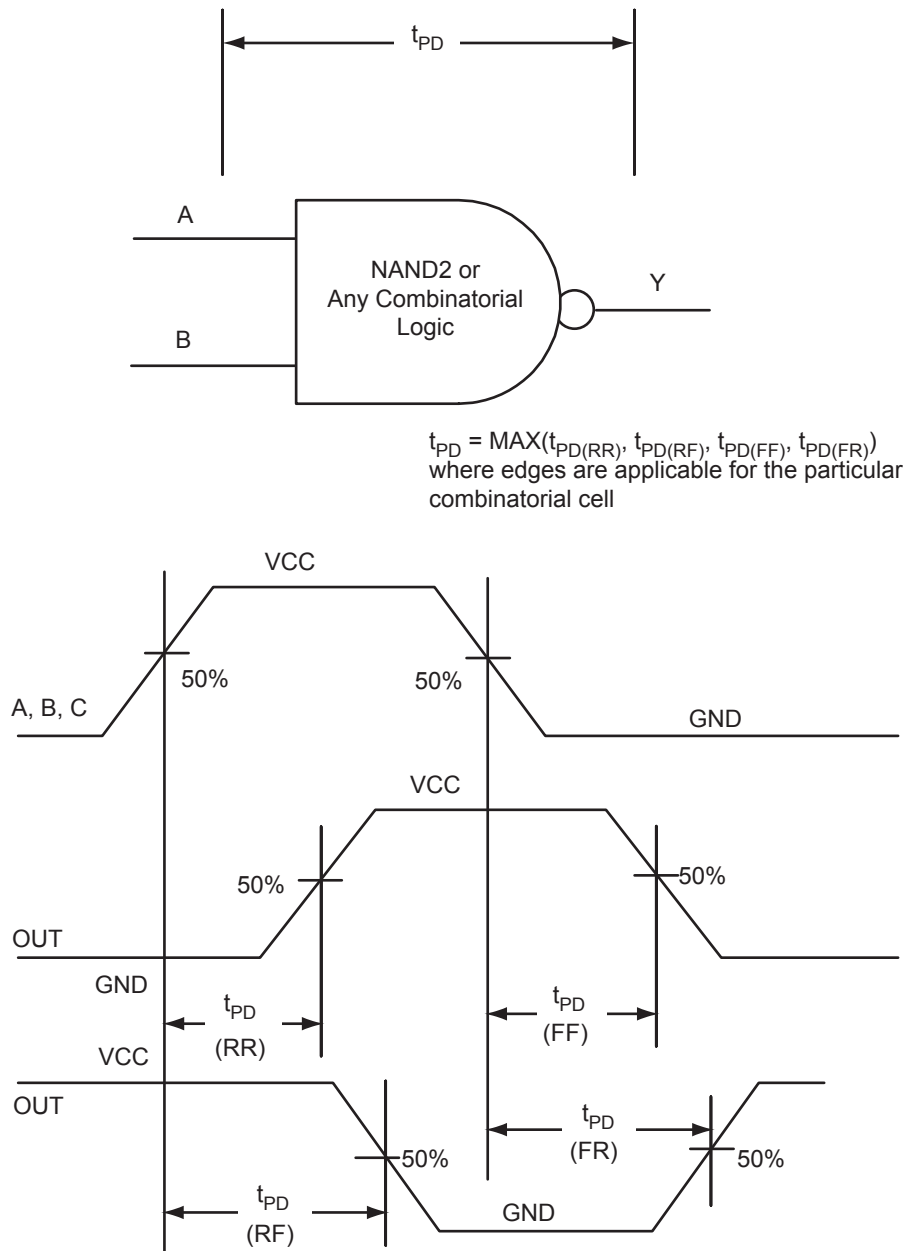 tPD
A
NAND2 or
Any Combinatorial
Logic
Y
B
tPD = MAX(tPD(RR), tPD(RF), tPD(FF), tPD(FR))
where edges are applicable for the particular
combinatorial cell
VCC
50%
50%
A, B, C
GND
VCC
50%
50%
OUT
GND
tPD
(RR)
tPD
(FF)
VCC
OUT
tPD
(FR)
50%
50%
tPD
(RF)
GND